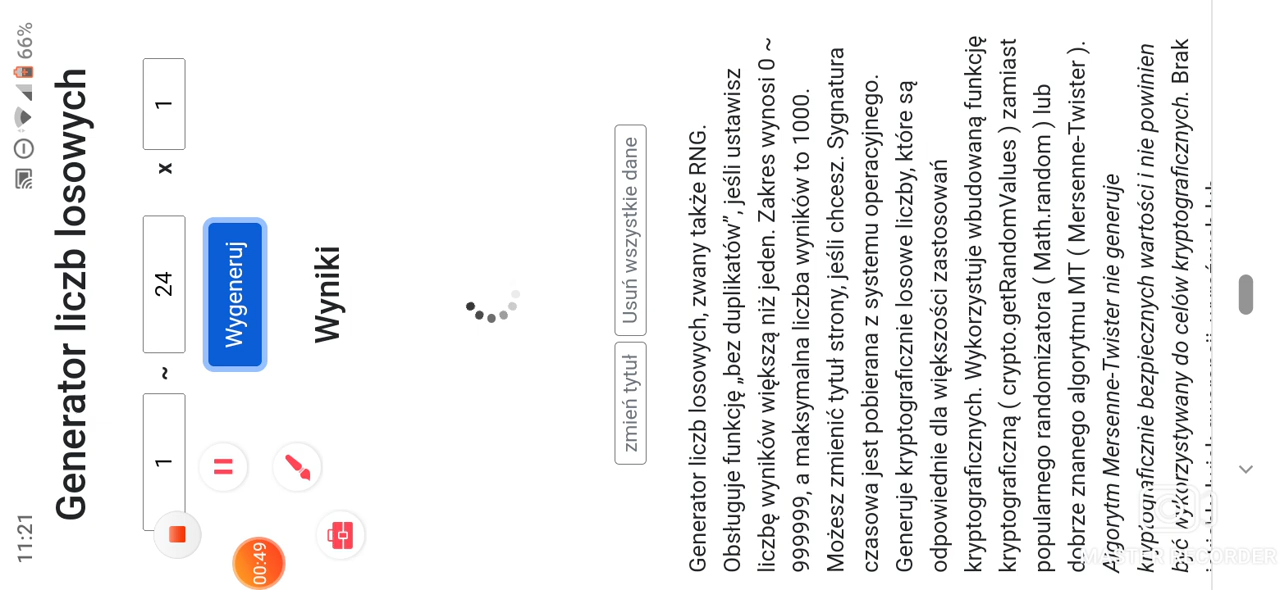 11:21 66%
Generator liczb losowych
1 ~ 24 x 1
Wygeneruj
Wyniki
zmień tytuł Usuń wszystkie dane
Generator liczb losowych, zwany także RNG.
Obsługuje funkcję „bez duplikatów”, jeśli ustawisz
liczbę wyników większą niż jeden. Zakres wynosi 0 ~
999999, a maksymalna liczba wyników to 1000.
Możesz zmienić tytuł strony, jeśli chcesz. Sygnatura
czasowa jest pobierana z systemu operacyjnego.
Generuje kryptograficznie losowe liczby, które są
odpowiednie dla większości zastosowań
kryptograficznych. Wykorzystuje wbudowaną funkcję
kryptograficzną ( crypto.getRandomValues ) zamiast
popularnego randomizatora ( Math.random ) lub
dobrze znanego algorytmu MT ( Mersenne-Twister ).
Algorytm Mersenne-Twister nie generuje
kryptograficznie bezpiecznych wartości i nie powinien
być wykorzystywany do celów kryptograficznych. Brak
00:49
MASTER RECORDER